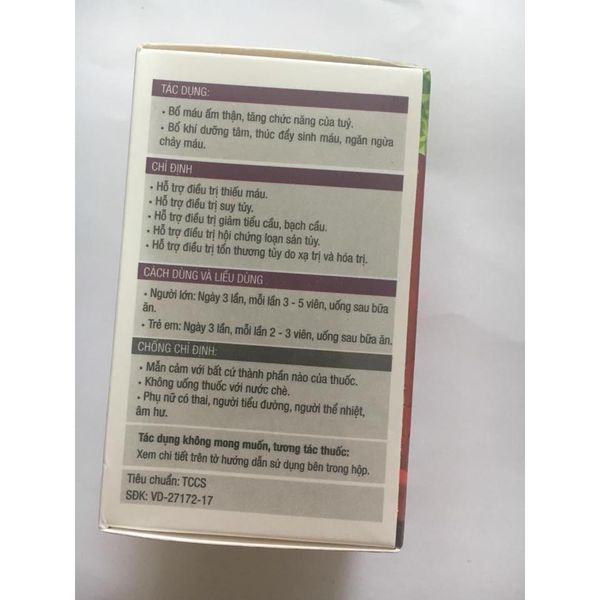 TÁC DỤNG:
• Bổ máu ấm thận, tăng chức năng của tuỷ.
• Bổ khí dưỡng tâm, thúc đẩy sinh máu, ngăn ngừa
chảy máu.
CHỈ ĐỊNH
• Hỗ trợ điều trị thiếu máu.
• Hỗ trợ điều trị suy tủy.
• Hỗ trợ điều trị giảm tiểu cầu, bạch cầu.
• Hỗ trợ điều trị hội chứng loạn sản tủy.
• Hỗ trợ điều trị tổn thương tủy do xạ trị và hóa trị.
CÁCH DÙNG VÀ LIỀU DÙNG
• Người lớn: Ngày 3 lần, mỗi lần 3 - 5 viên, uống sau bữa
ăn.
• Trẻ em: Ngày 3 lần, mỗi lần 2 - 3 viên, uống sau bữa ăn.
CHỐNG CHỈ ĐỊNH:
• Mẫn cảm với bất cứ thành phần nào của thuốc.
• Không uống thuốc với nước chè.
• Phụ nữ có thai, người tiểu đường, người thể nhiệt,
âm hư.
Tác dụng không mong muốn, tương tác thuốc:
Xem chi tiết trên tờ hướng dẫn sử dụng bên trong hộp.
Tiêu chuẩn: TCCS
SĐK: VD-27172-17